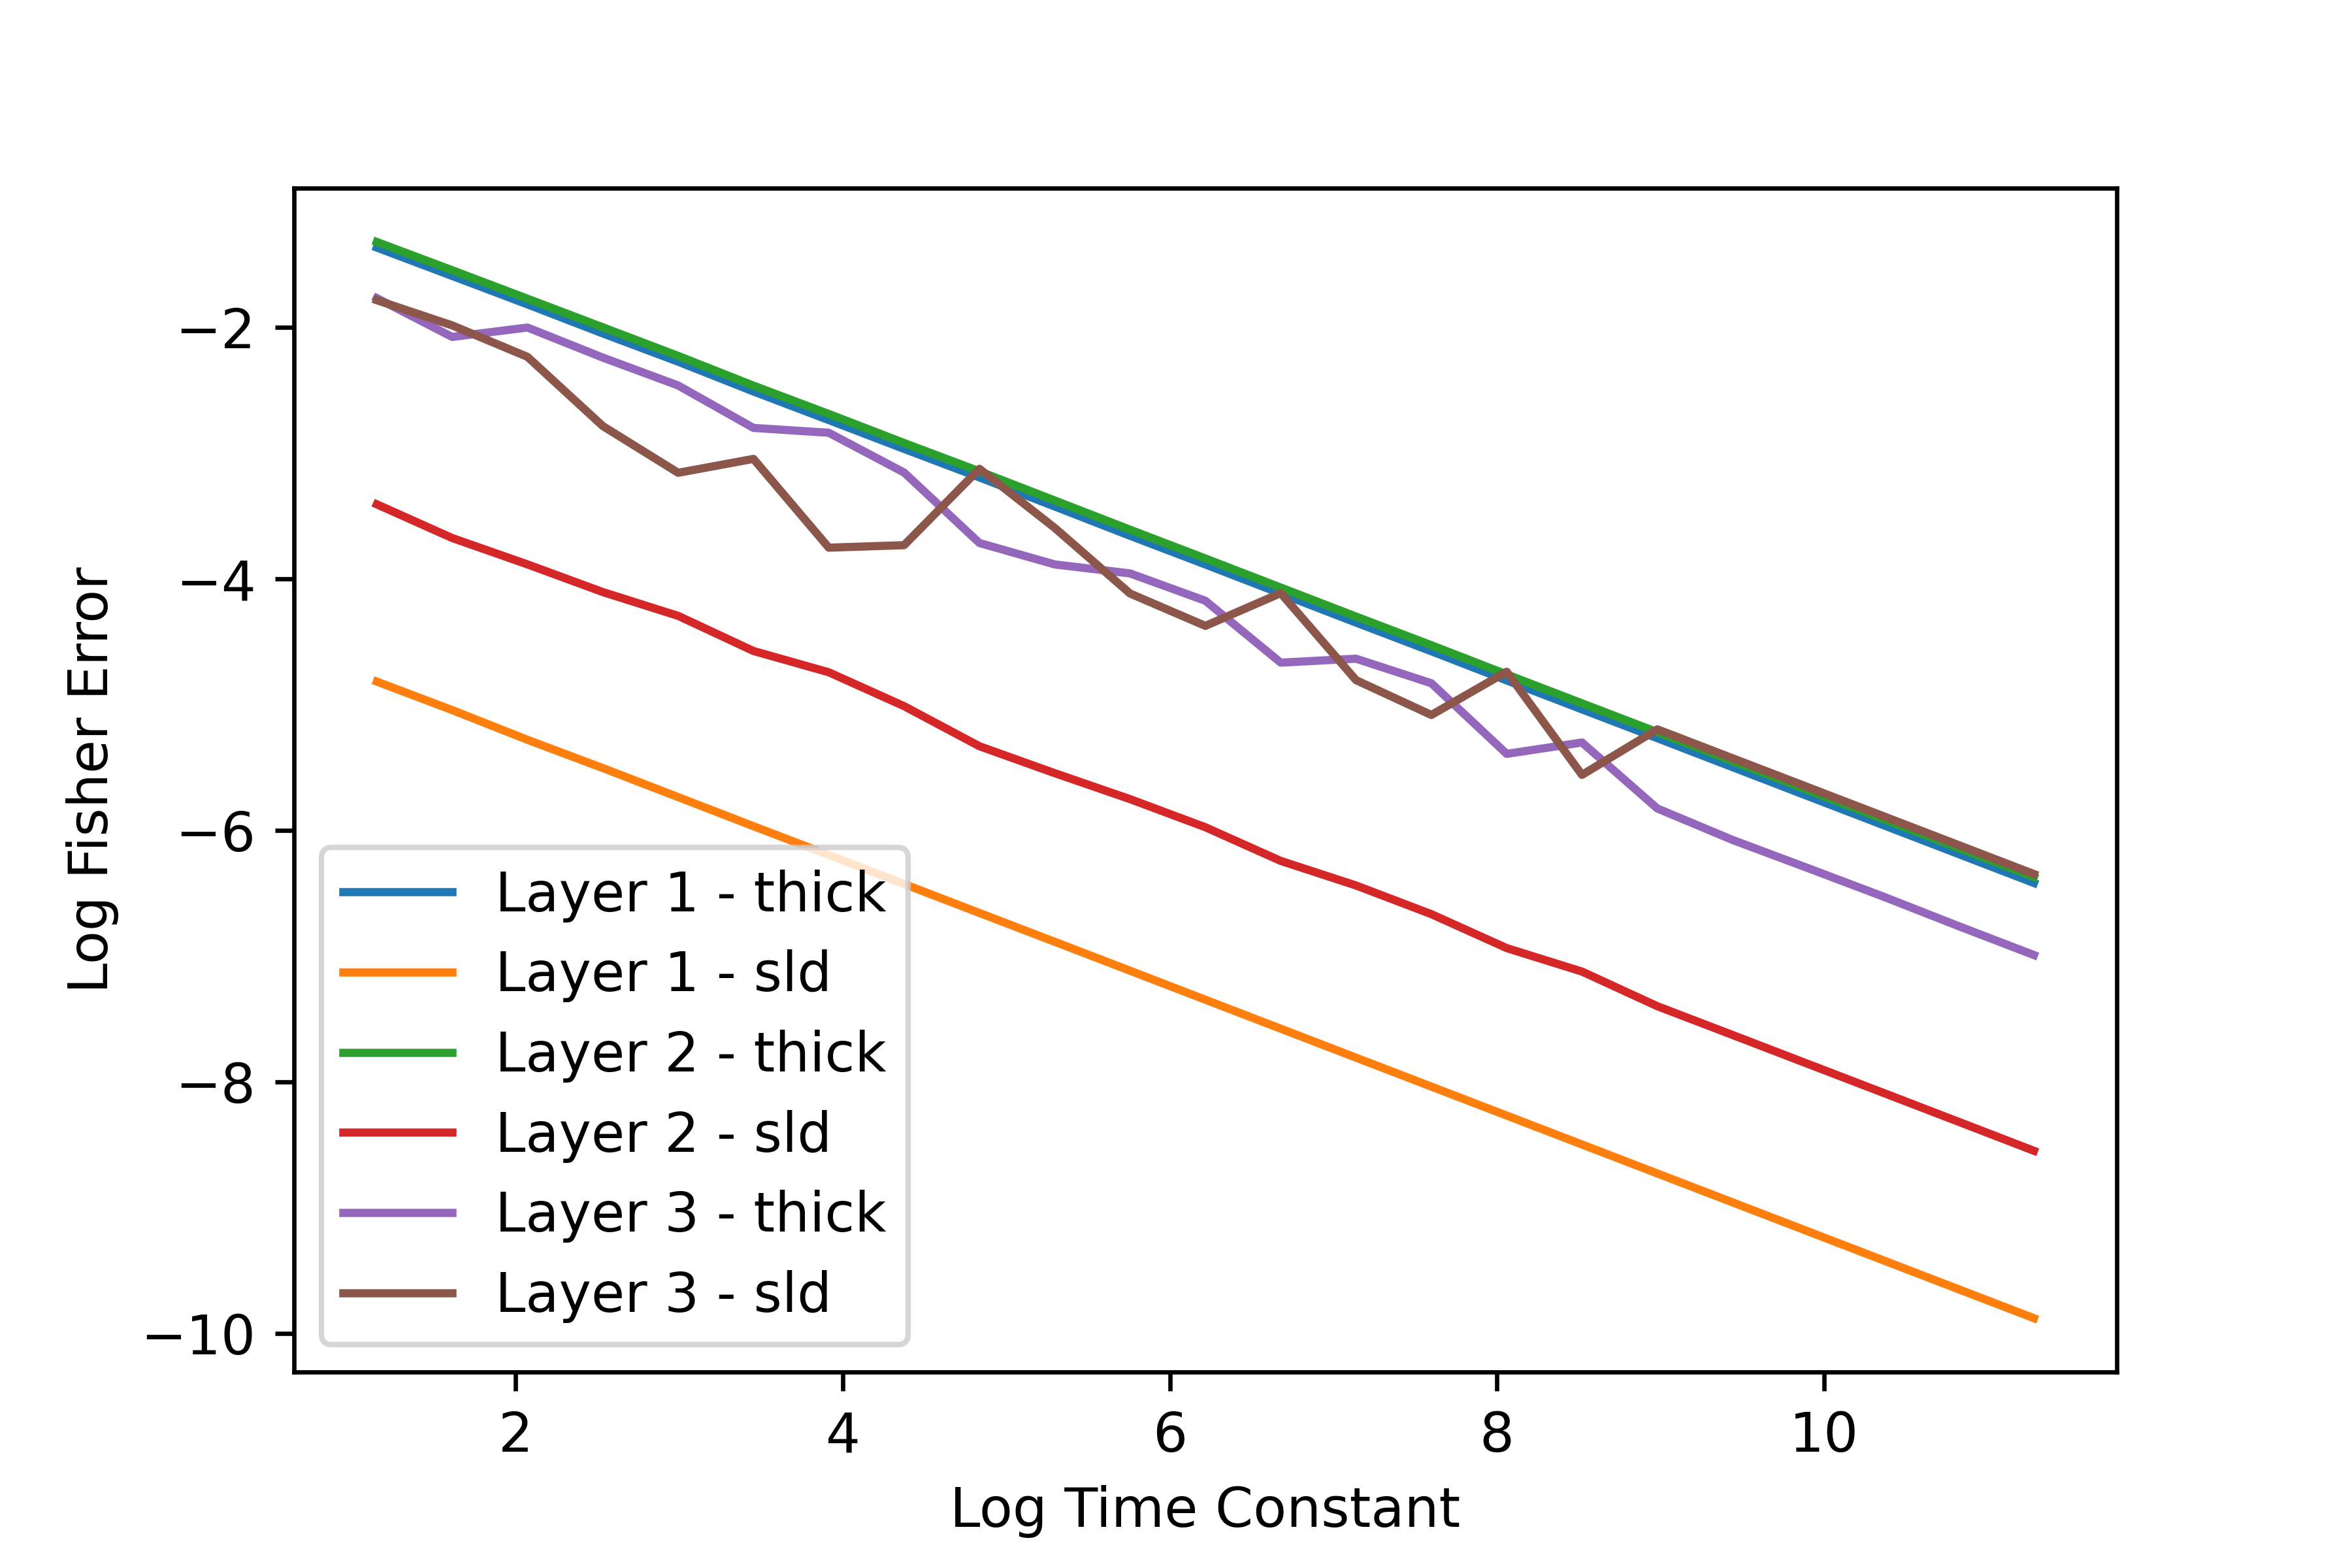 −2
−4
−6
−8
−10
Log Fisher Error
Layer 1 - thick
Layer 1 - sld
Layer 2 - thick
Layer 2 - sld
Layer 3 - thick
Layer 3 - sld
2 4 6 8 10
Log Time Constant